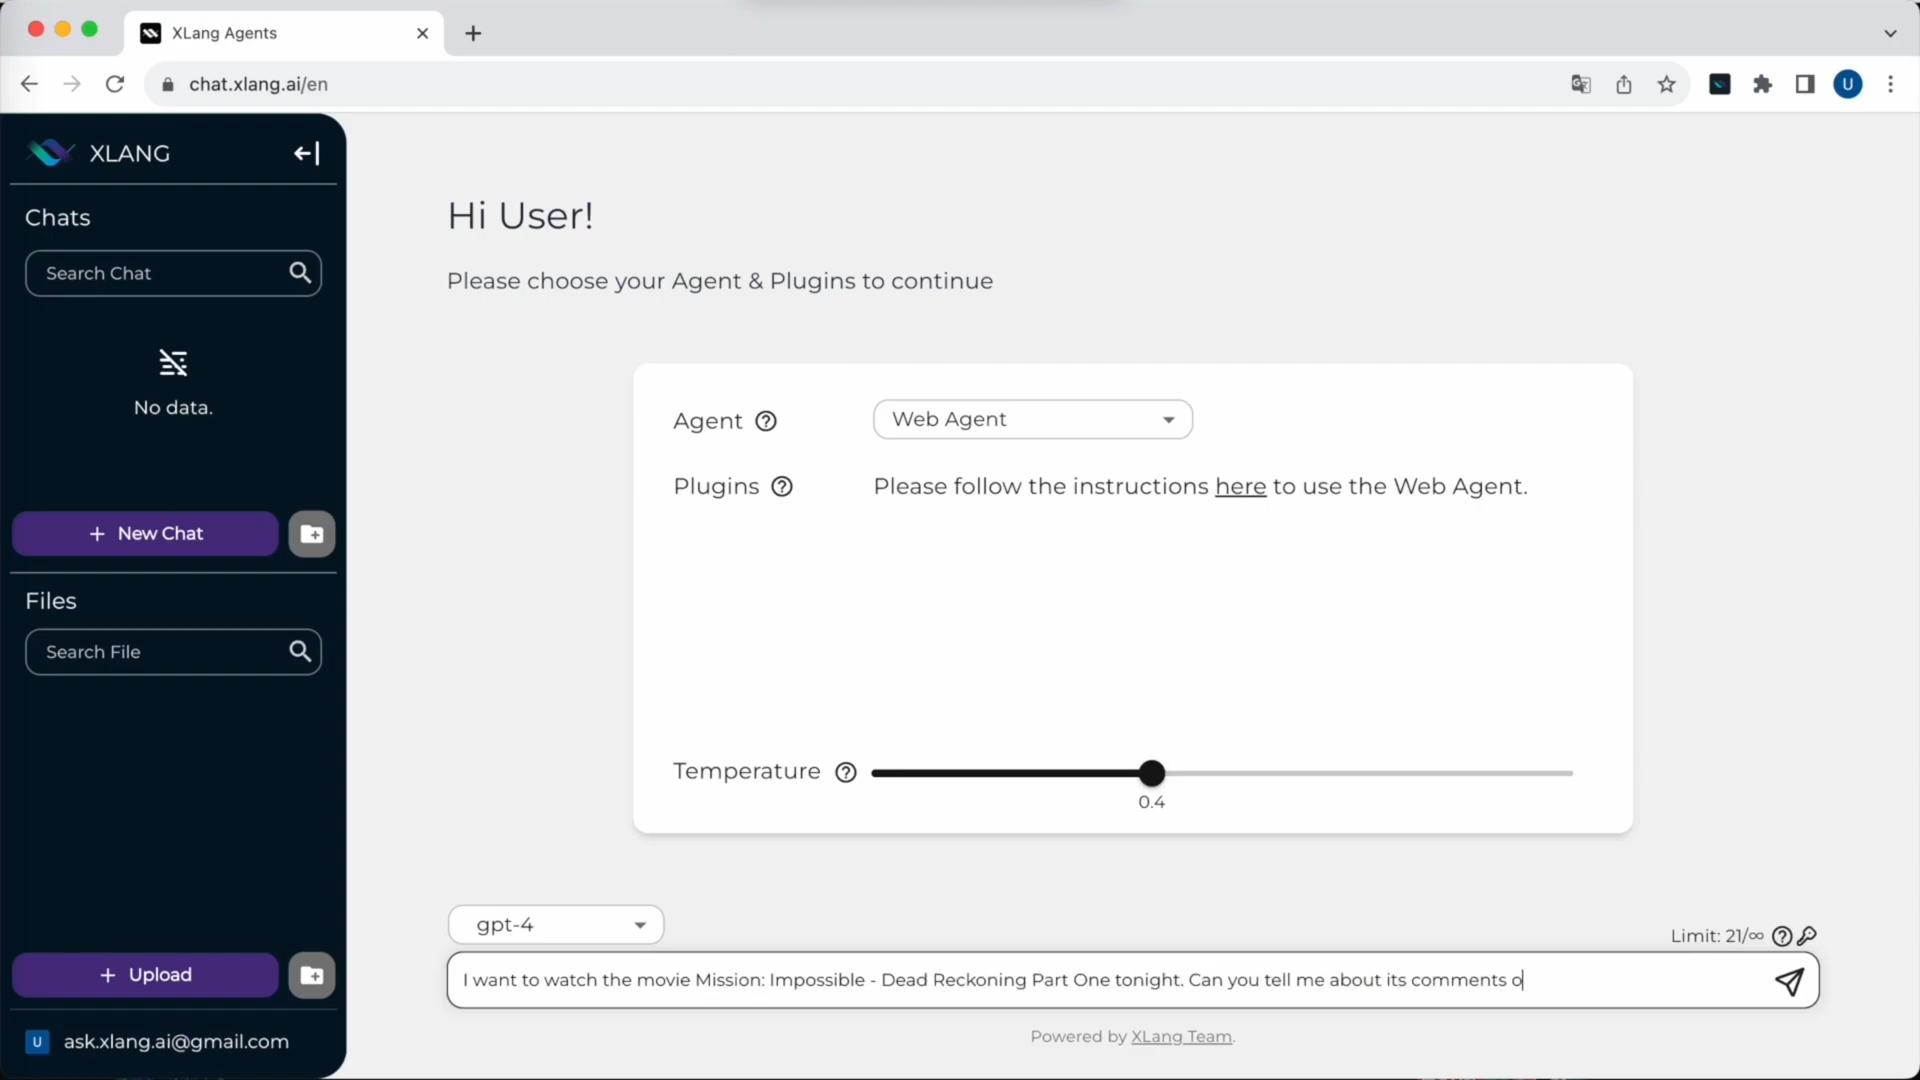 XLang Agents
chat.xlang.ai/en
U
XLANG
Chats
Search Chat
No data.
+ New Chat
Files
Search File
+ Upload
U ask.xlang.ai@gmail.com
Hi User!
Please choose your Agent & Plugins to continue
Agent ? Web Agent
Plugins ? Please follow the instructions here to use the Web Agent.
Temperature ?
0.4
gpt-4
Limit: 21/∞ ?
I want to watch the movie Mission: Impossible - Dead Reckoning Part One tonight. Can you tell me about its comments o
Powered by XLang Team.